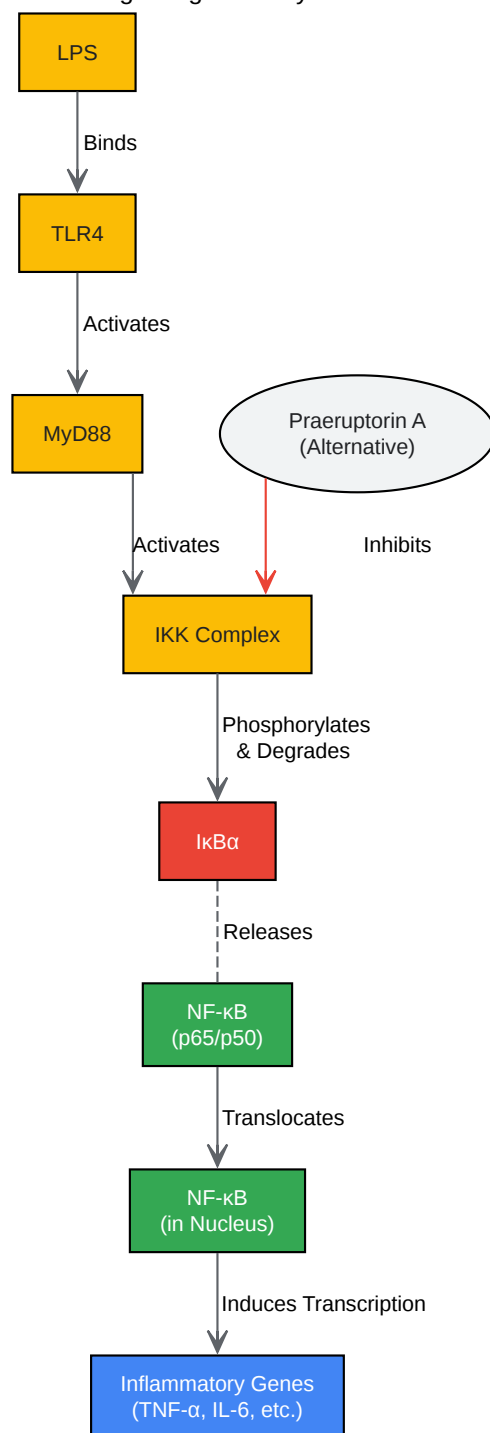 LPS
Binds
TLR4
Activates
MyD88
Praeruptorin A
(Alternative)
Activates
Inhibits
IKK Complex
Phosphorylates
& Degrades
IκBα
Releases
NF-κB
(p65/p50)
Translocates
NF-κB
(in Nucleus)
Induces Transcription
Inflammatory Genes
(TNF-α, IL-6, etc.)